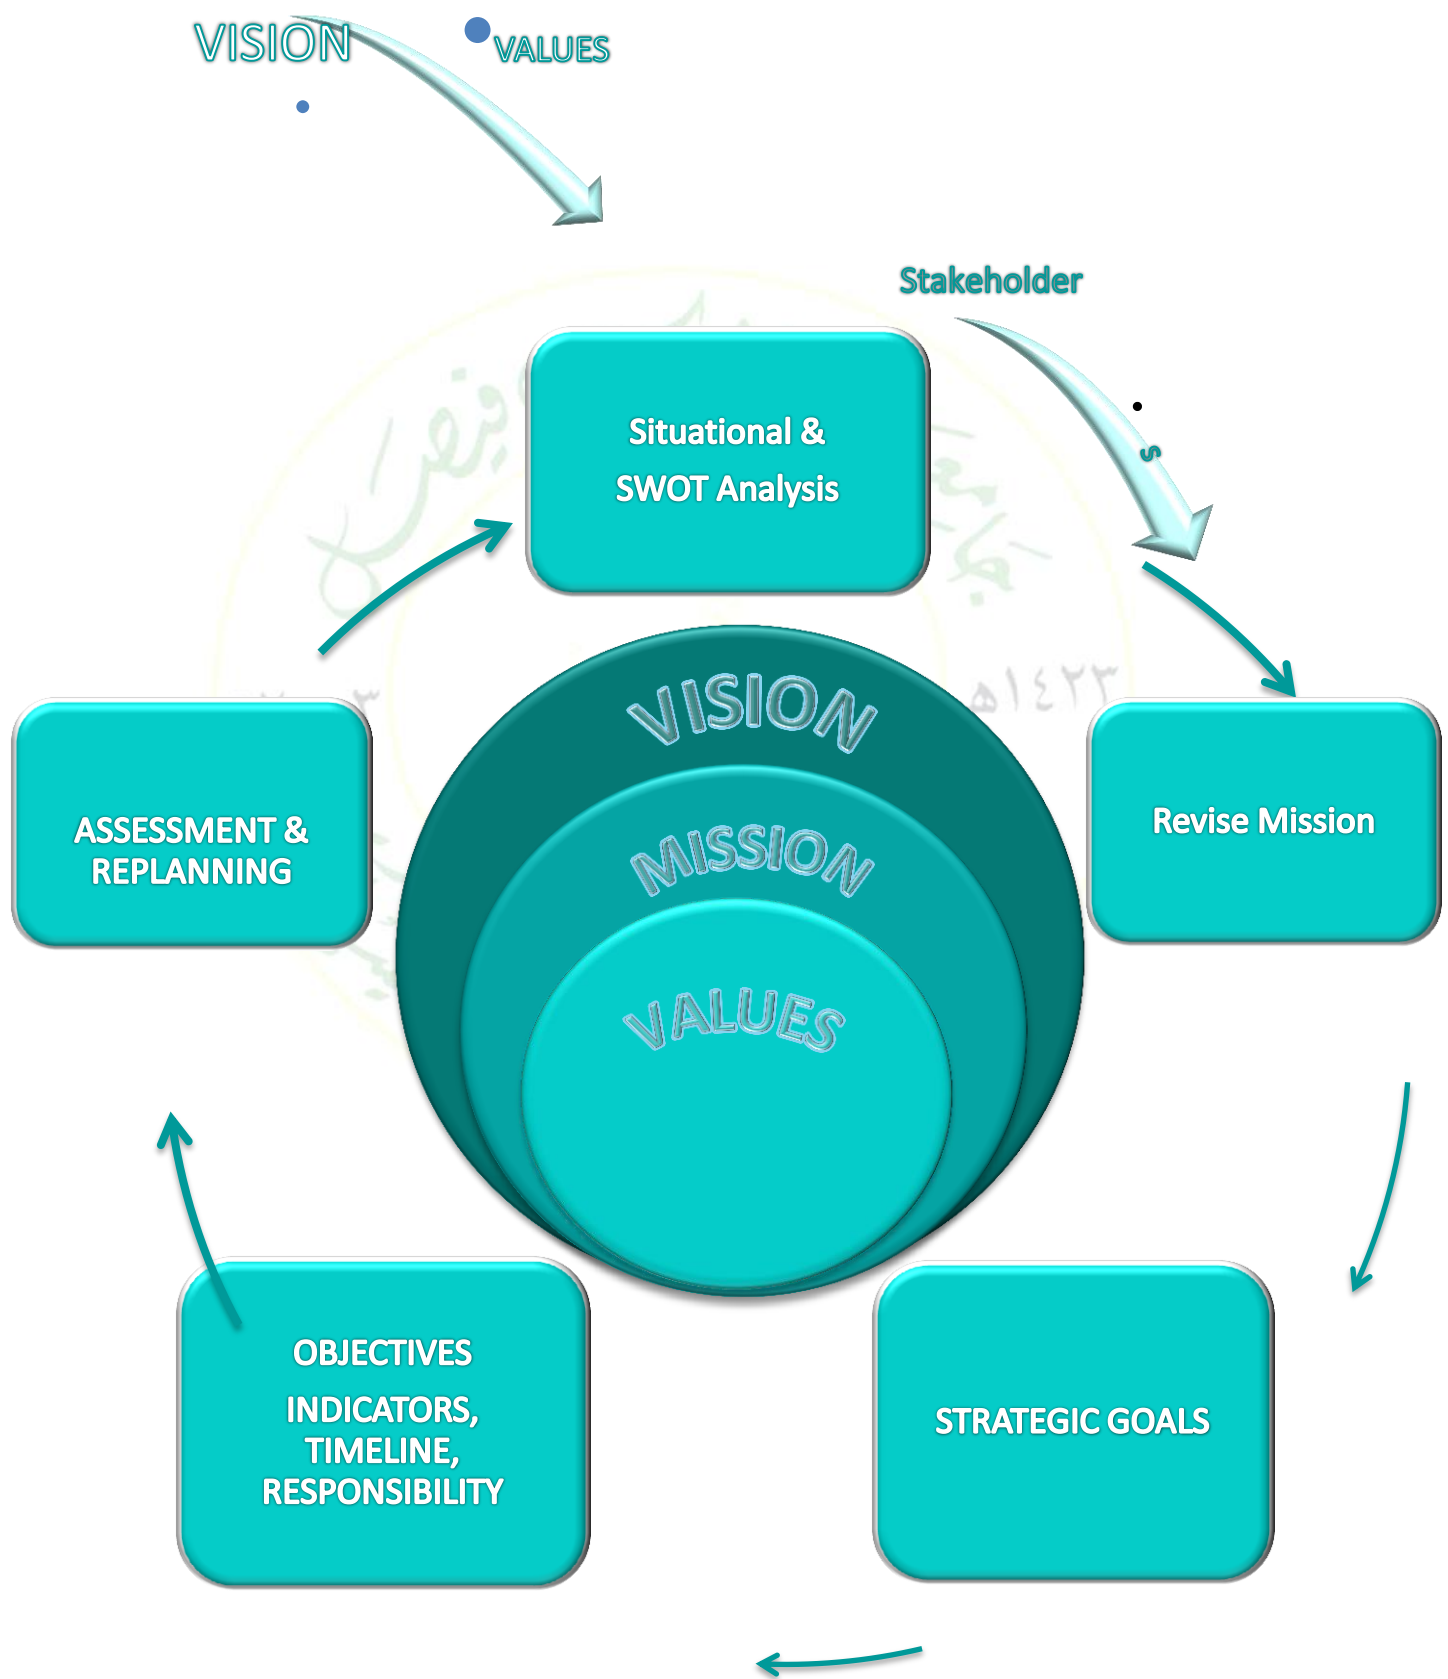 VISION
VALUES
Stakeholder
s
Situational &
SWOT Analysis
ASSESSMENT &
REPLANNING
VISION
MISSION
VALUES
Revise Mission
OBJECTIVES
INDICATORS,
TIMELINE,
RESPONSIBILITY
STRATEGIC GOALS
١٤٢٣هـ